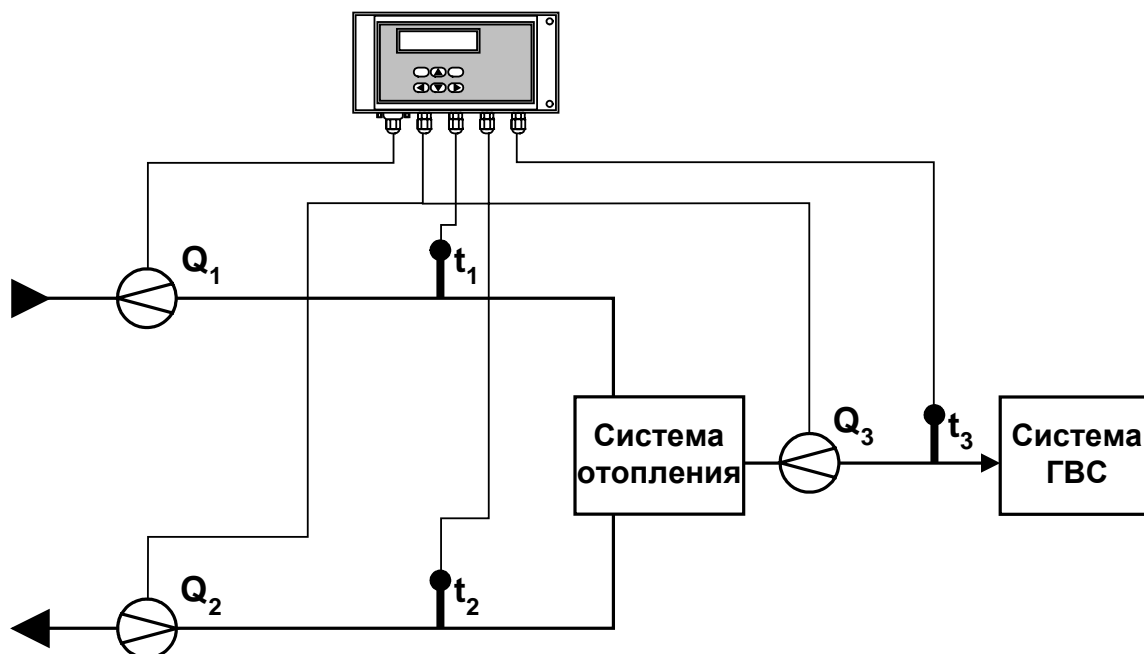 Q1
t1
Система
отопления
Q3
t3
Система
ГВС
Q2
t2